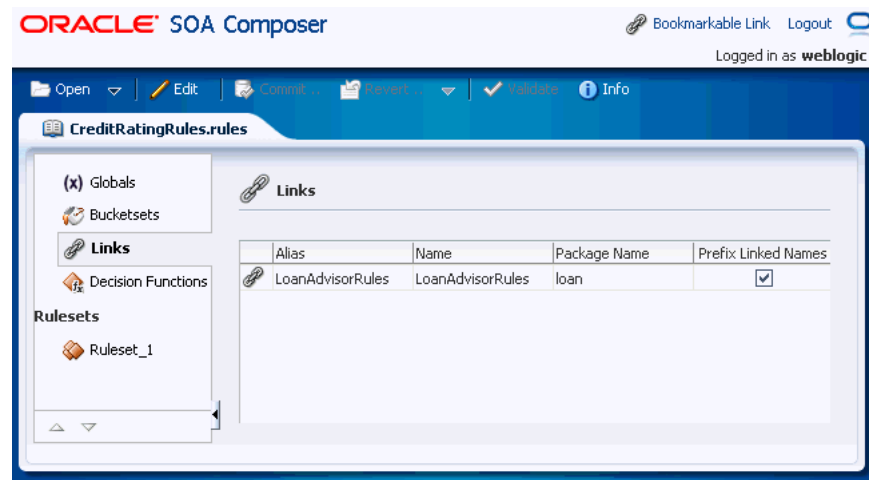 ORACLE SOA Composer
Bookmarkable Link Logout
Logged in as weblogic
Open Edit Commit .. Revert .. Validate Info
CreditRatingRules.rules
(x) Globals
Bucketsets
Links
Decision Functions
Rulesets
Ruleset_1
Links
Alias Name Package Name Prefix Linked Names
LoanAdvisorRules LoanAdvisorRules loan